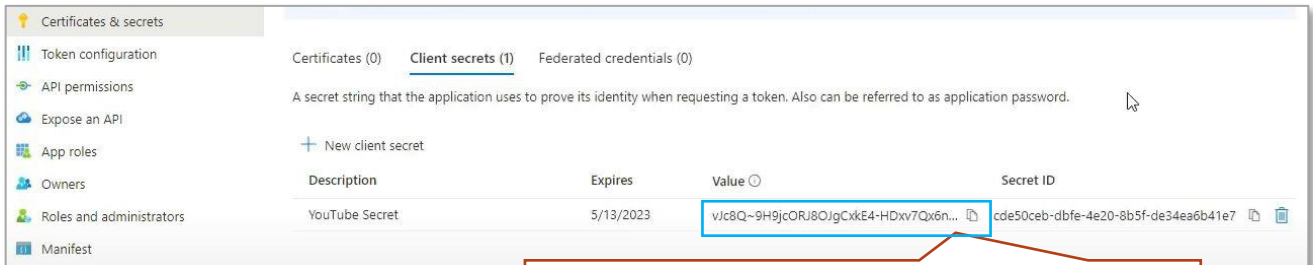 Certificates & secrets
Token configuration
API permissions
Expose an API
App roles
Owners
Roles and administrators
Manifest
Certificates (0) Client secrets (1) Federated credentials (0)
A secret string that the application uses to prove its identity when requesting a token. Also can be referred to as application password.
New client secret
Description Expires Value Secret ID
YouTube Secret 5/13/2023 vJc8Q~9H9jcORJ8OJgCxkE4-HDxv7Qx6n... cde50ceb-dbfe-4e20-8b5f-de34ea6b41e7